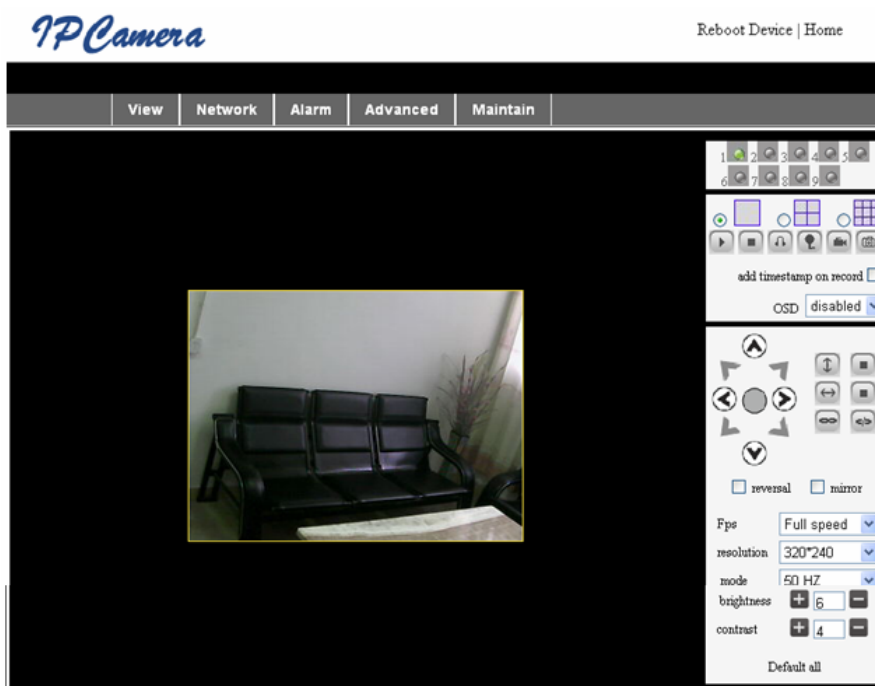 IPCamera
Reboot Device | Home
View Network Alarm Advanced Maintain
1 2 3 4 5
6 7 8 9
add timestamp on record
OSD disabled
reversal mirror
Fps Full speed
resolution 320*240
mode 50 HZ
brightness 6
contrast 4
Default all